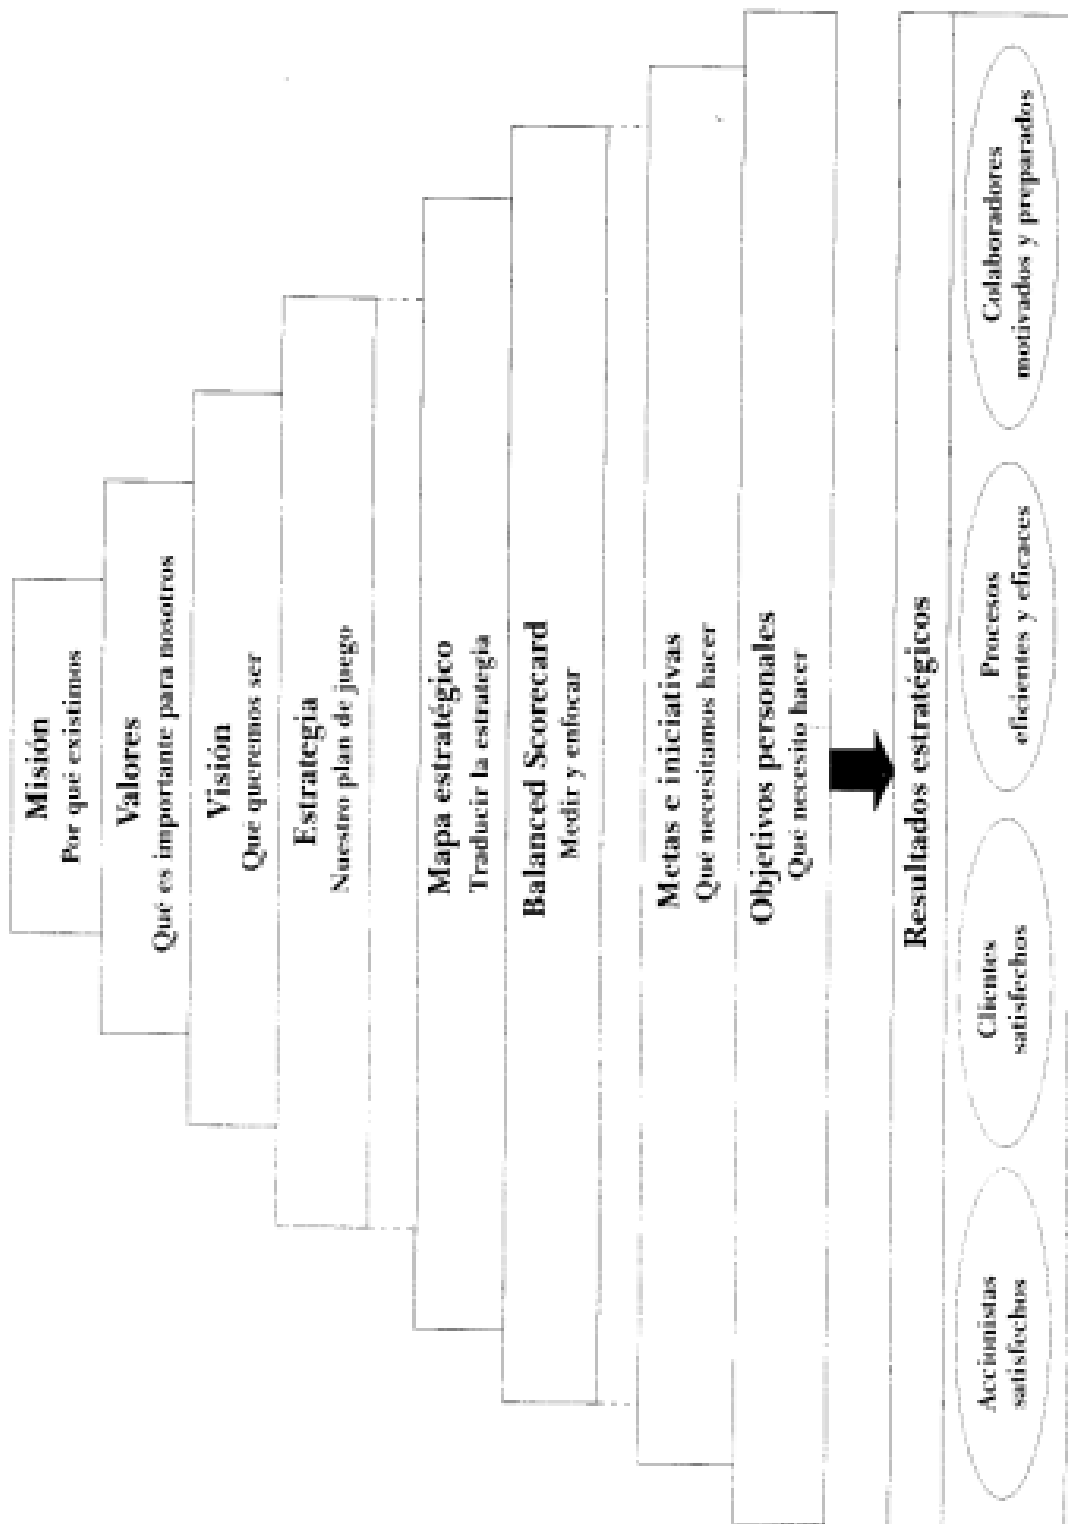 Misión
Por qué existimos
Valores
Qué es importante para nosotros
Visión
Qué queremos ser
Estrategia
Nuestro plan de juego
Mapa estratégico
Traducir la estrategia
Balanced Scorecard
Medir y enfocar
Metas e iniciativas
Qué necesitamos hacer
Objetivos personales
Qué necesito hacer
Resultados estratégicos
Accionistas
satisfechos
Clientes
satisfechos
Procesos
eficientes y eficaces
Colaboradores
motivados y preparados